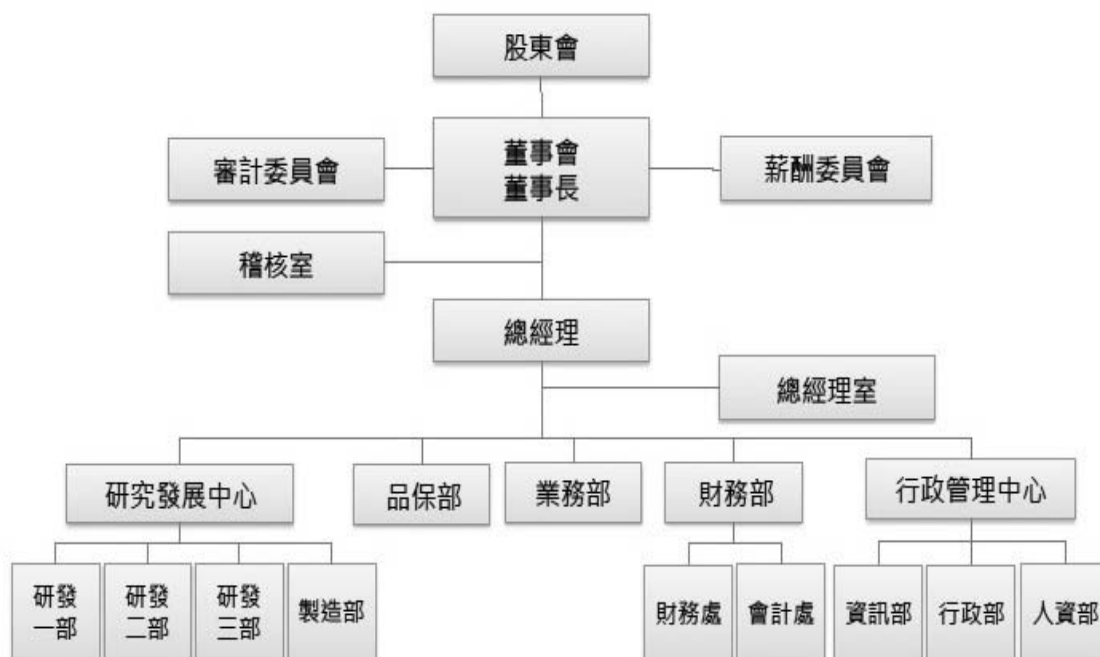 股東會
董事會
董事長
審計委員會
薪酬委員會
稽核室
總經理
總經理室
研究發展中心
品保部
業務部
財務部
行政管理中心
研發
一部
研發
二部
研發
三部
製造部
財務處
會計處
資訊部
行政部
人資部